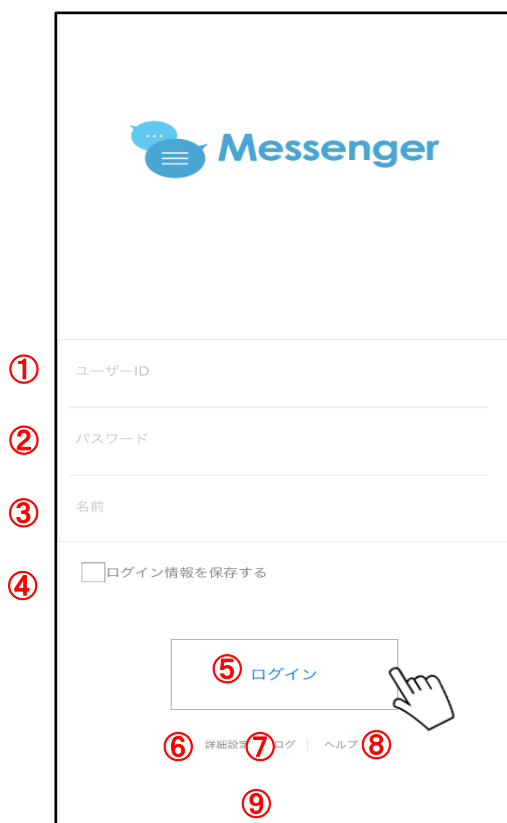 Messenger
① ユーザーID
② パスワード
③ 名前
④ ログイン情報を保存する
⑤ ログイン
⑥ 詳細設定 ⑦ログ | ヘルプ ⑧
⑨